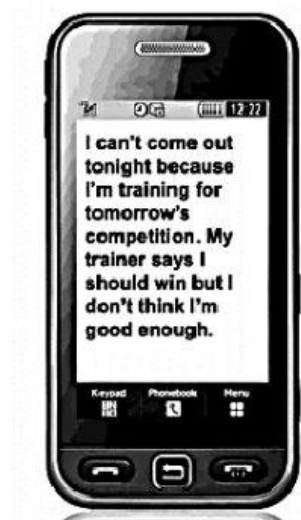 12:22
I can't come out
tonight because
I'm training for
tomorrow's
competition. My
trainer says I
should win but I
don't think I'm
good enough.
Keypad Phonebook Menu